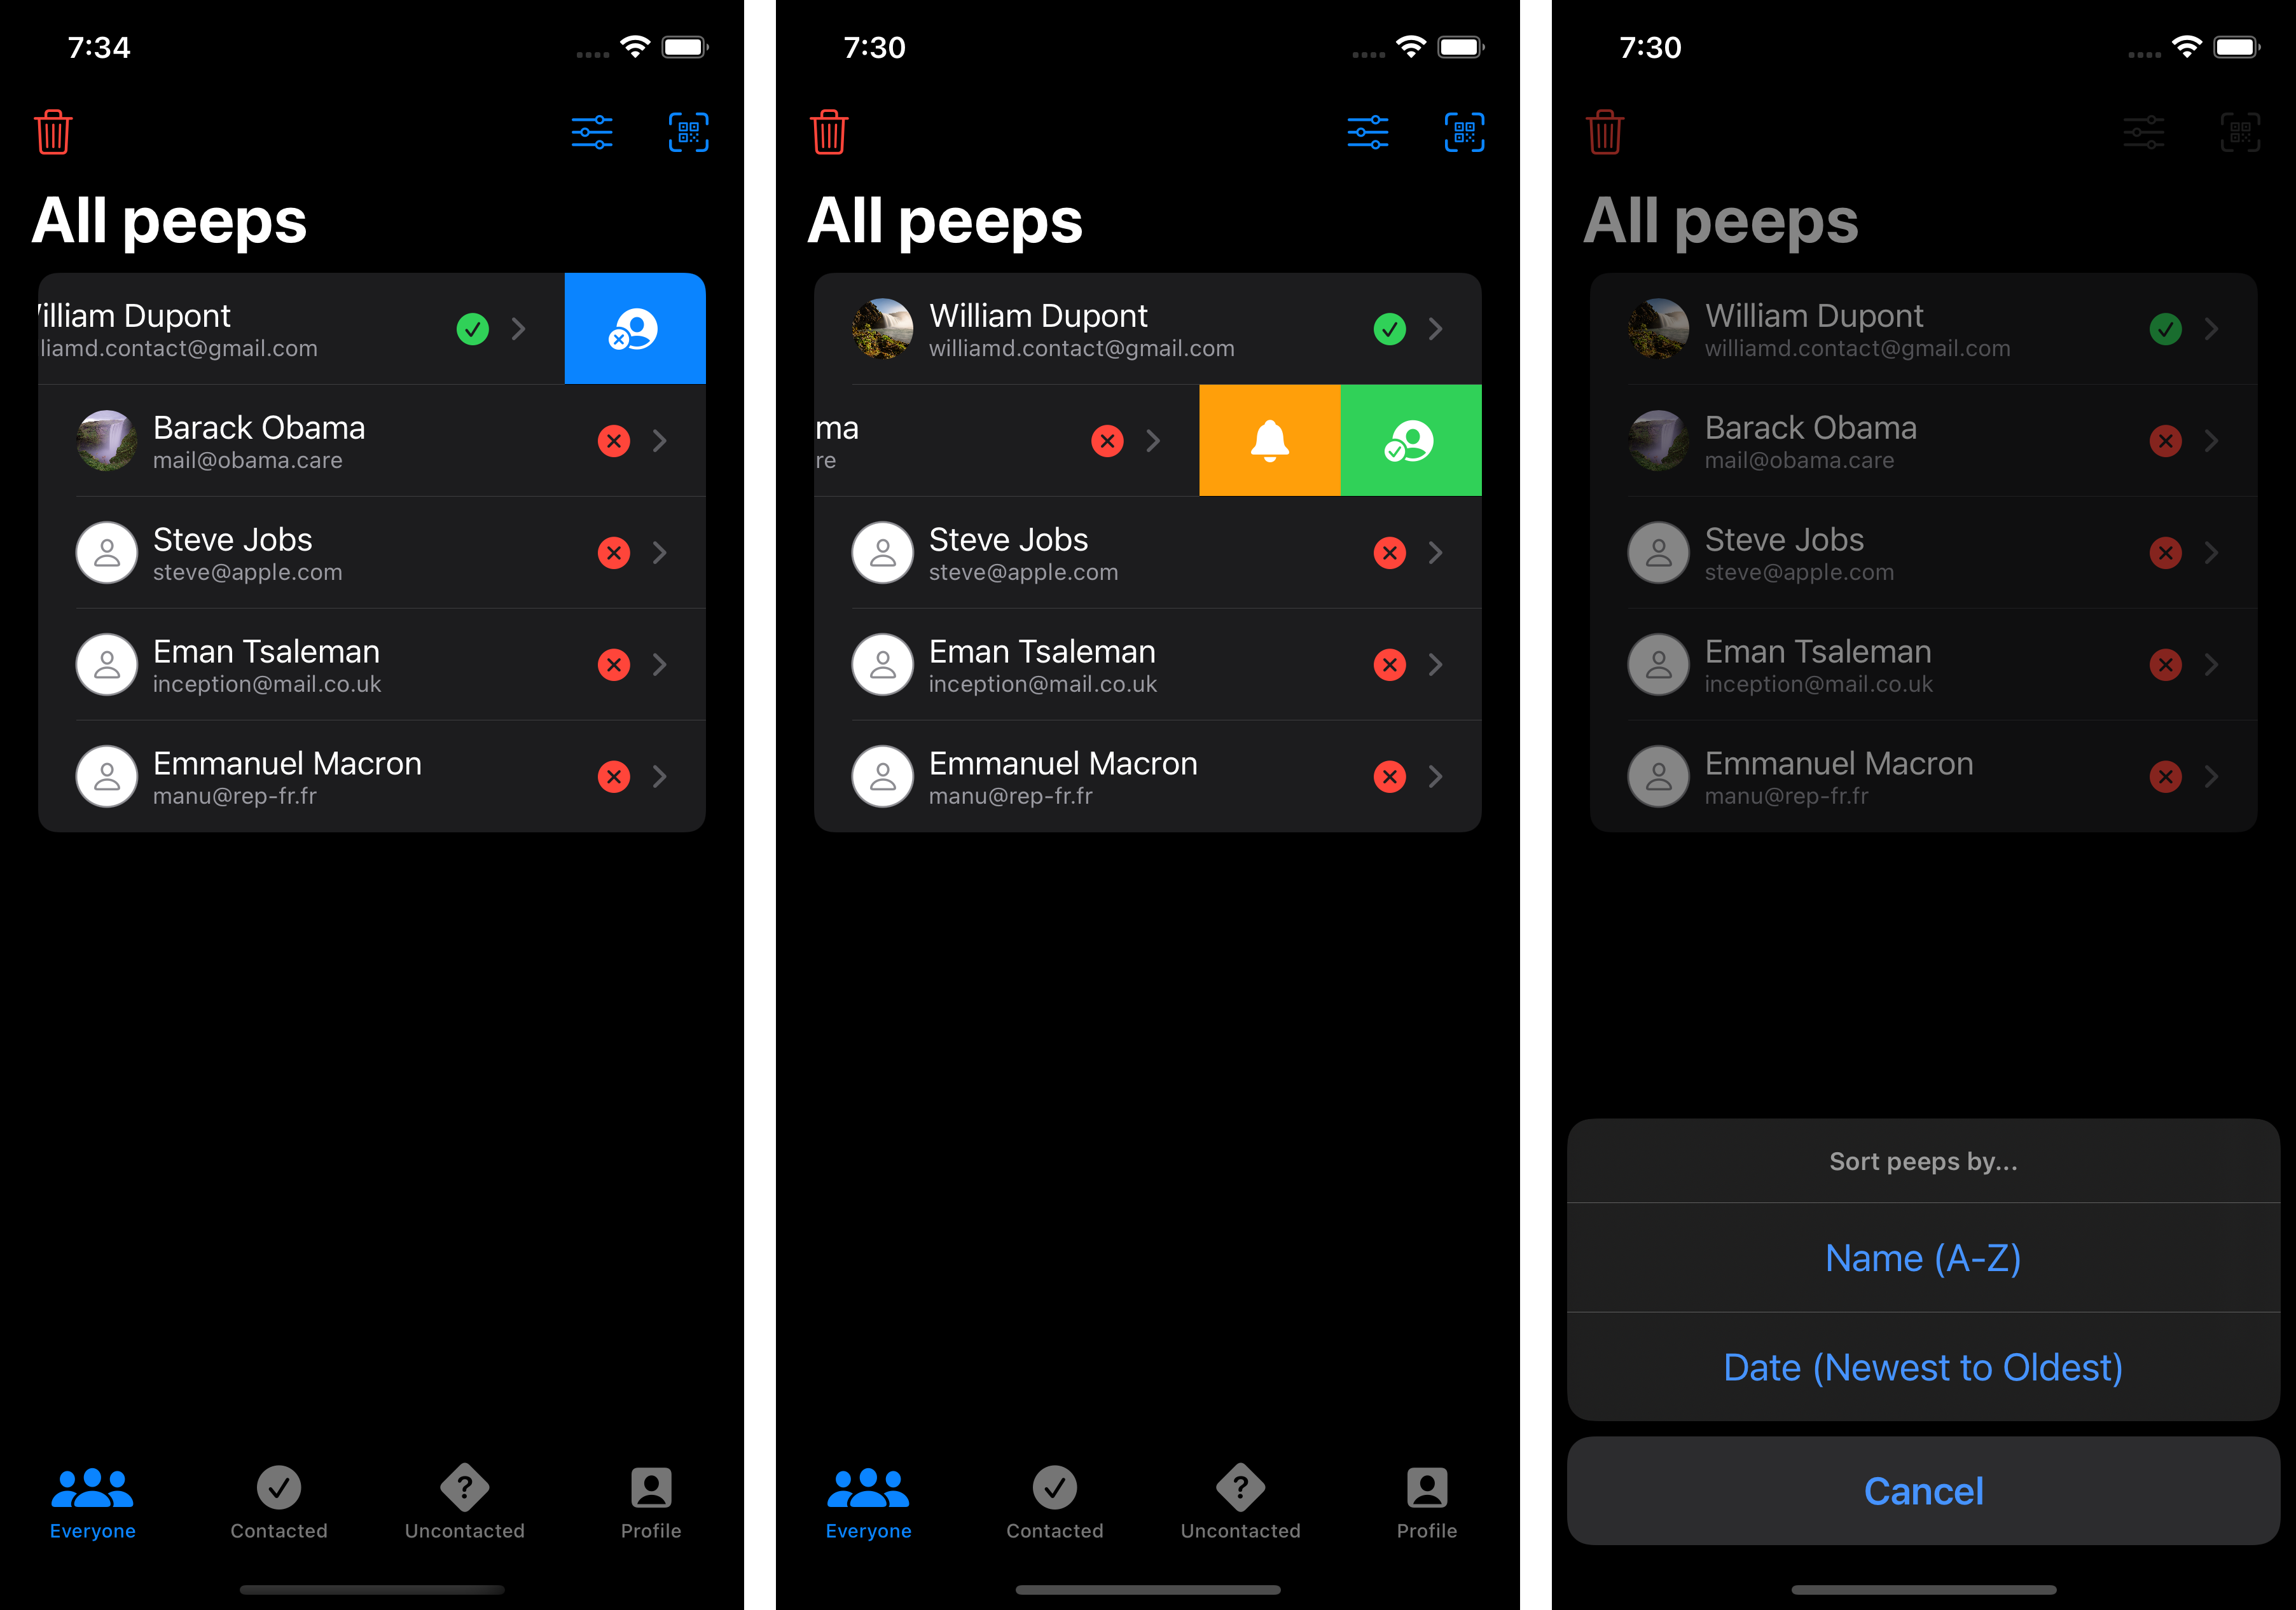 7:34
All peeps
illiam Dupont
liamd.contact@gmail.com
Barack Obama
mail@obama.care
Steve Jobs
steve@apple.com
Eman Tsaleman
inception@mail.co.uk
Emmanuel Macron
manu@rep-fr.fr
Everyone
Contacted
Uncontacted
Profile
7:30
All peeps
William Dupont
williamd.contact@gmail.com
ma
re
Steve Jobs
steve@apple.com
Eman Tsaleman
inception@mail.co.uk
Emmanuel Macron
manu@rep-fr.fr
Everyone
Contacted
Uncontacted
Profile
7:30
All peeps
William Dupont
williamd.contact@gmail.com
Barack Obama
mail@obama.care
Steve Jobs
steve@apple.com
Eman Tsaleman
inception@mail.co.uk
Emmanuel Macron
manu@rep-fr.fr
Sort peeps by...
Name (A-Z)
Date (Newest to Oldest)
Cancel